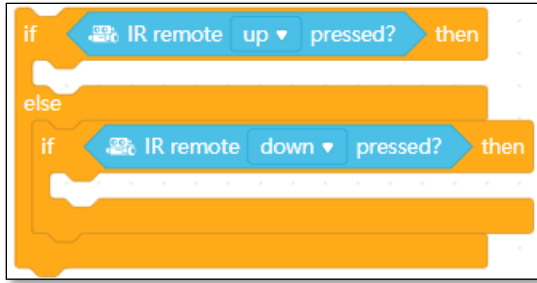 if IR remote up ▼ pressed? then
else
if IR remote down ▼ pressed? then